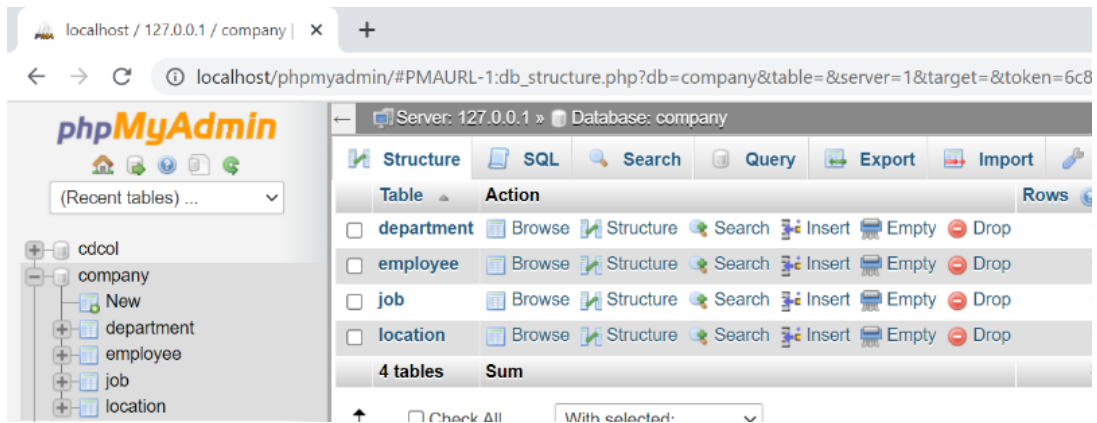 localhost / 127.0.0.1 / company |
localhost/phpmyadmin/#PMAURL-1:db_structure.php?db=company&table=&server=1&target=&token=6c8
phpMyAdmin
(Recent tables) ...
cdcol
company
New
department
employee
job
location
Server: 127.0.0.1 » Database: company
Structure SQL Search Query Export Import
Table Action Rows
department Browse Structure Search Insert Empty Drop
employee Browse Structure Search Insert Empty Drop
job Browse Structure Search Insert Empty Drop
location Browse Structure Search Insert Empty Drop
4 tables Sum
Check All With selected: